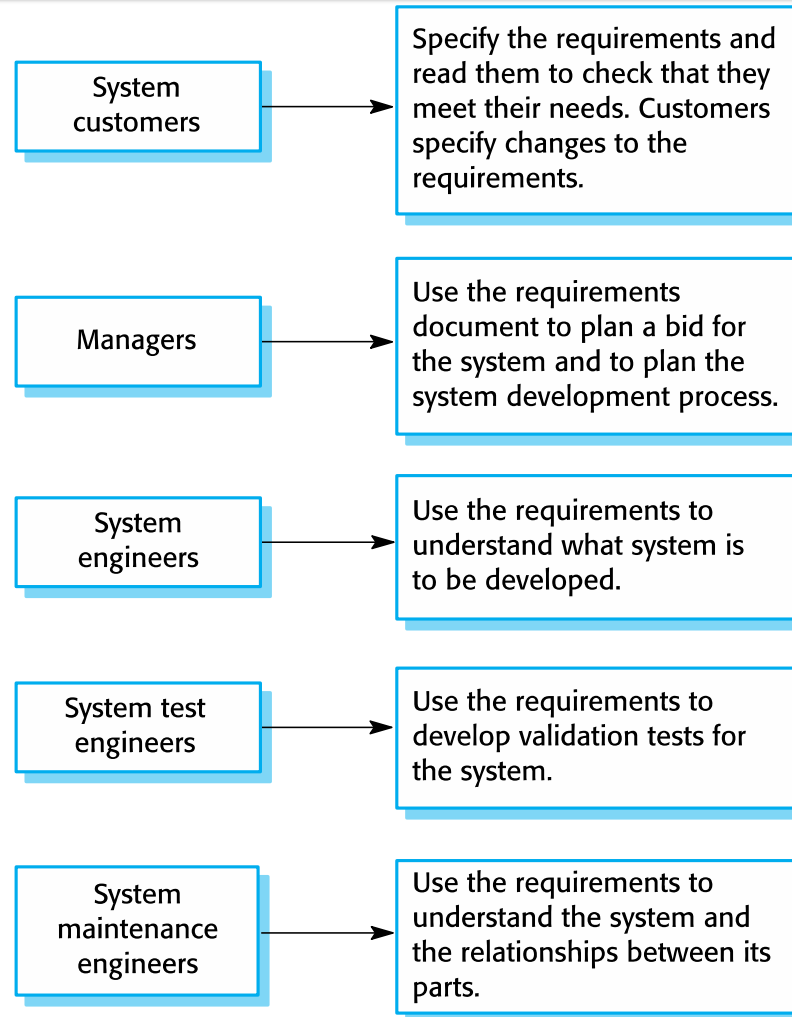 System
customers
Specify the requirements and
read them to check that they
meet their needs. Customers
specify changes to the
requirements.
Managers
Use the requirements
document to plan a bid for
the system and to plan the
system development process.
System
engineers
Use the requirements to
understand what system is
to be developed.
System test
engineers
Use the requirements to
develop validation tests for
the system.
System
maintenance
engineers
Use the requirements to
understand the system and
the relationships between its
parts.